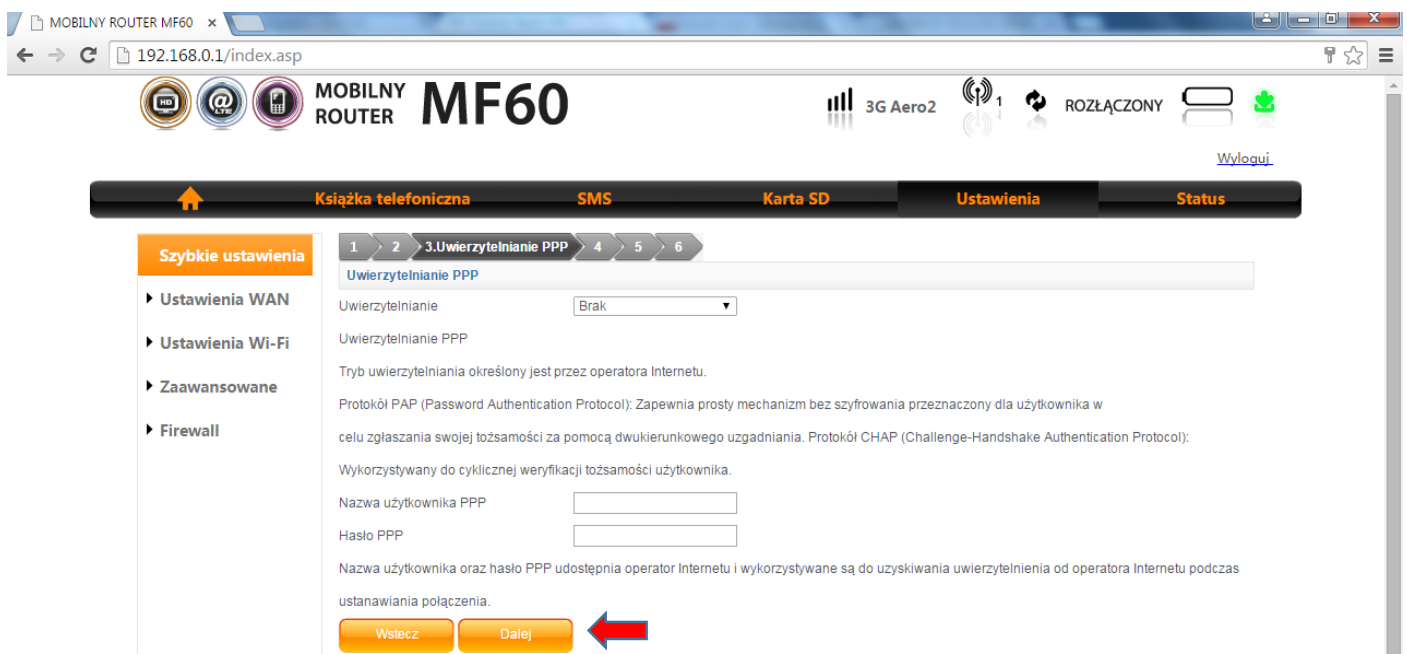 MOBILNY ROUTER MF60
192.168.0.1/index.asp
HD @LTE
MOBILNY ROUTER MF60
3G Aero2 1 ROZŁĄCZONY
Wyloguj
Książka telefoniczna SMS Karta SD Ustawienia Status
Szybkie ustawienia
Ustawienia WAN
Ustawienia Wi-Fi
Zaawansowane
Firewall
1 2 3.Uwierzytelnianie PPP 4 5 6
Uwierzytelnianie PPP
Uwierzytelnianie Brak
Uwierzytelnianie PPP
Tryb uwierzytelniania określony jest przez operatora Internetu.
Protokół PAP (Password Authentication Protocol): Zapewnia prosty mechanizm bez szyfrowania przeznaczony dla użytkownika w
celu zgłaszania swojej tożsamości za pomocą dwukierunkowego uzgadniania. Protokół CHAP (Challenge-Handshake Authentication Protocol):
Wykorzystywany do cyklicznej weryfikacji tożsamości użytkownika.
Nazwa użytkownika PPP
Hasło PPP
Nazwa użytkownika oraz hasło PPP udostępnia operator Internetu i wykorzystywane są do uzyskiwania uwierzytelnienia od operatora Internetu podczas
ustanawiania połączenia.
Wstecz Dalej